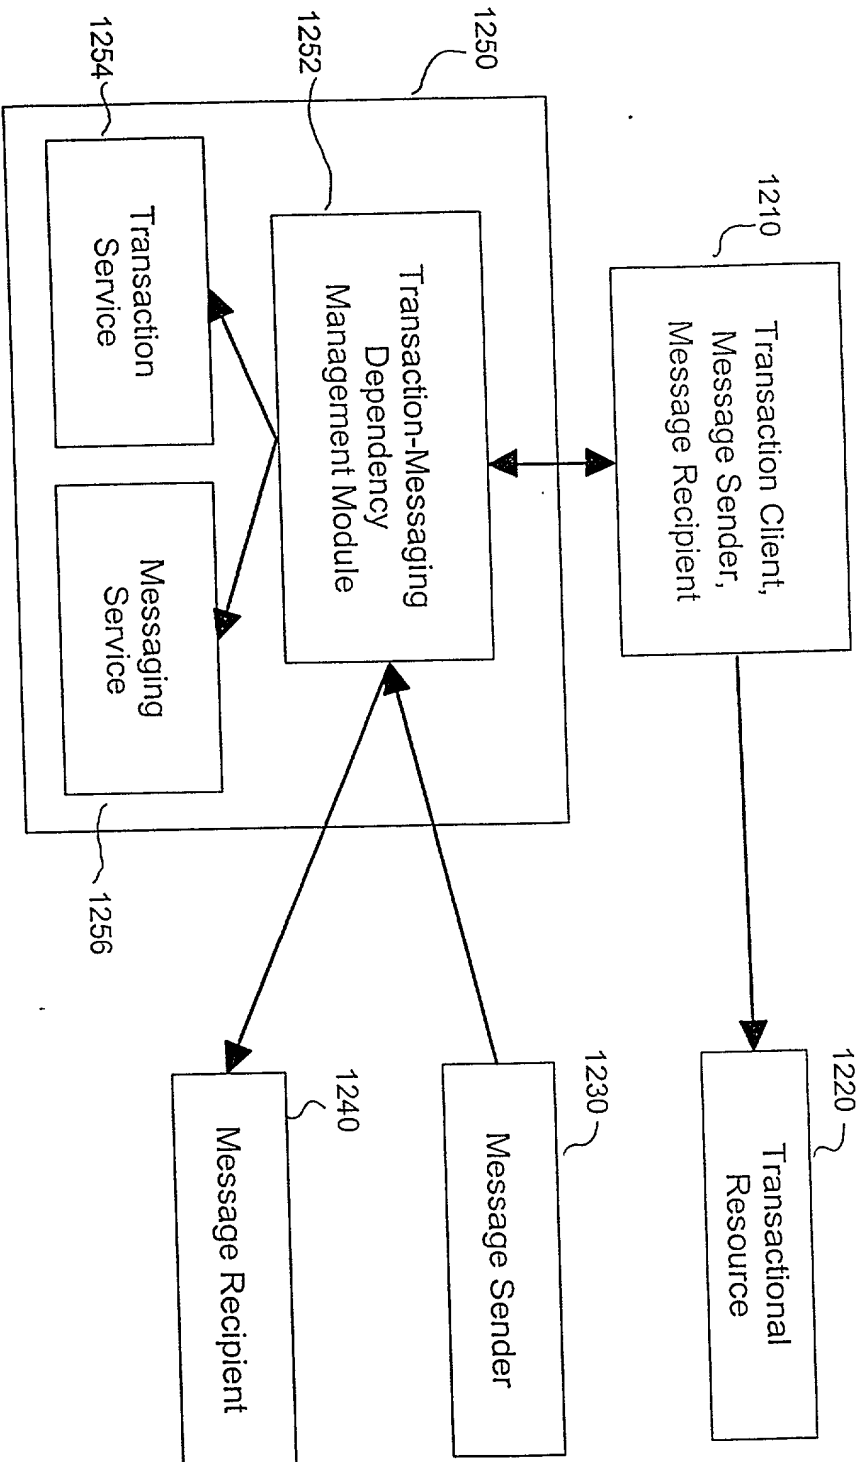 1210
Transaction Client,
Message Sender,
Message Recipient
1220
Transactional
Resource
1250
1252
Transaction-Messaging
Dependency
Management Module
1230
Message Sender
1254
Transaction
Service
Messaging
Service
1256
1240
Message Recipient